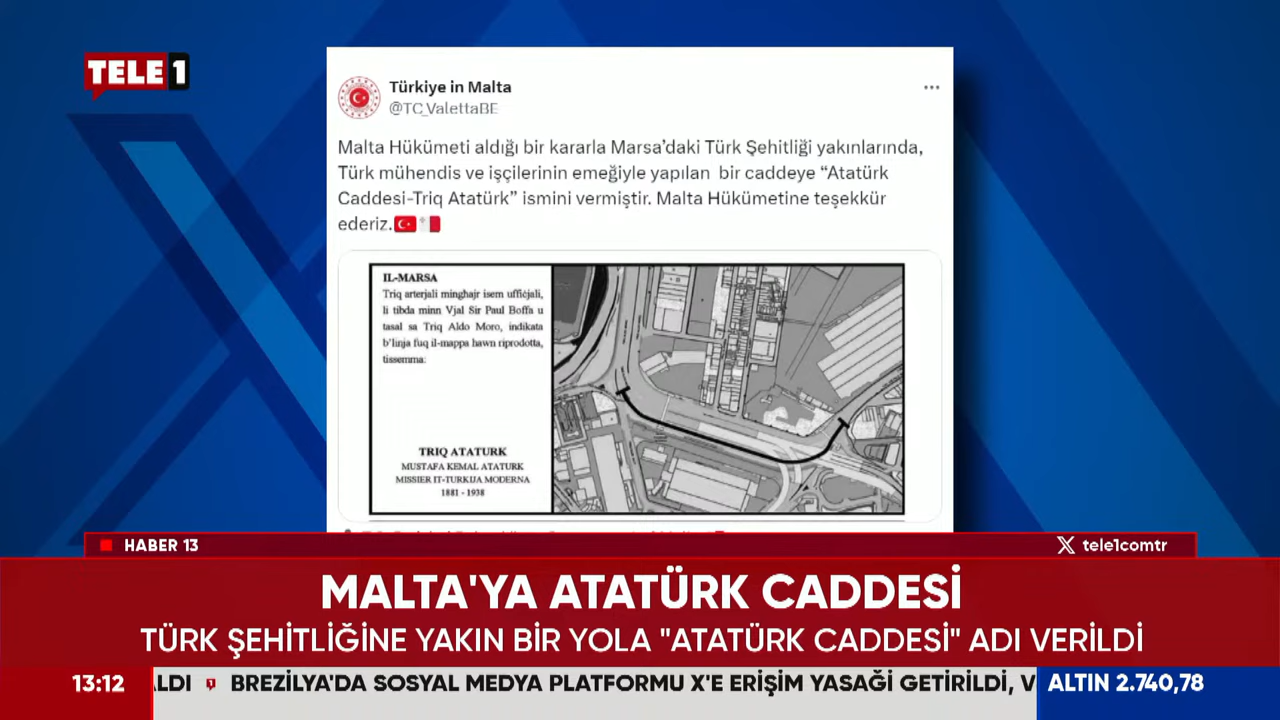 TELE 1
Türkiye in Malta
@TC_ValettaBE
Malta Hükümeti aldığı bir kararla Marsa’daki Türk Şehitliği yakınlarında,
Türk mühendis ve işçilerinin emeğiyle yapılan bir caddeye “Atatürk
Caddesi-Triq Atatürk” ismini vermiştir. Malta Hükümetine teşekkür
ederiz.
IL-MARSA
Triq arterjali mingħajr isem uffiċjali,
li tibda minn Vjal Sir Paul Boffa u
tasal sa Triq Aldo Moro, indikata
b'linja fuq il-mappa hawn riprodotta,
tissemma:
TRIQ ATATURK
MUSTAFA KEMAL ATATURK
MISSIER IT-TURKIJA MODERNA
1881 - 1938
HABER 13
X tele1comtr
MALTA'YA ATATÜRK CADDESİ
TÜRK ŞEHİTLİĞİNE YAKIN BİR YOLA "ATATÜRK CADDESİ" ADI VERİLDİ
13:12 LDI BREZİLYA'DA SOSYAL MEDYA PLATFORMU X'E ERİŞİM YASAĞI GETİRİLDİ, V ALTIN 2.740,78